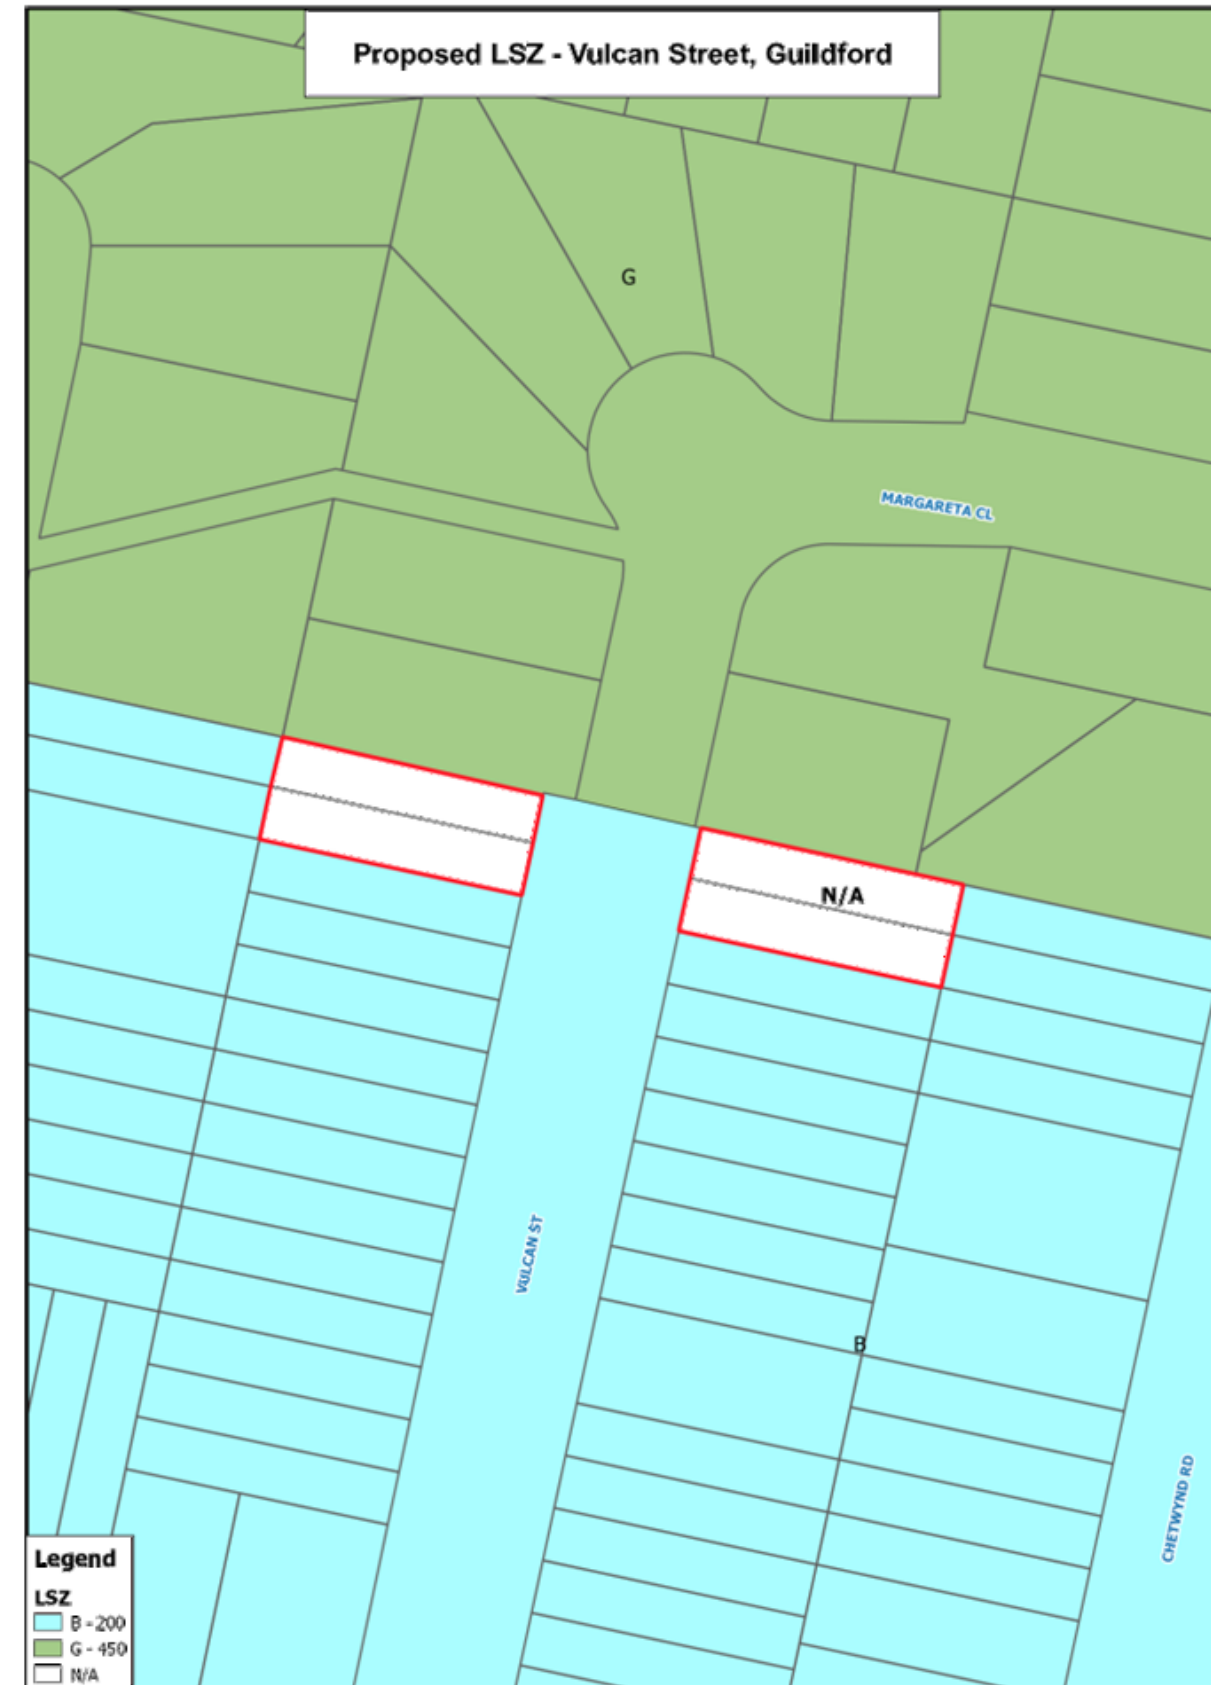 Proposed LSZ - Vulcan Street, Guildford
G
MARGARETA CL
N/A
VULCAN ST
B
CHETWYND RD
Legend
LSZ
B - 200
G - 450
N/A